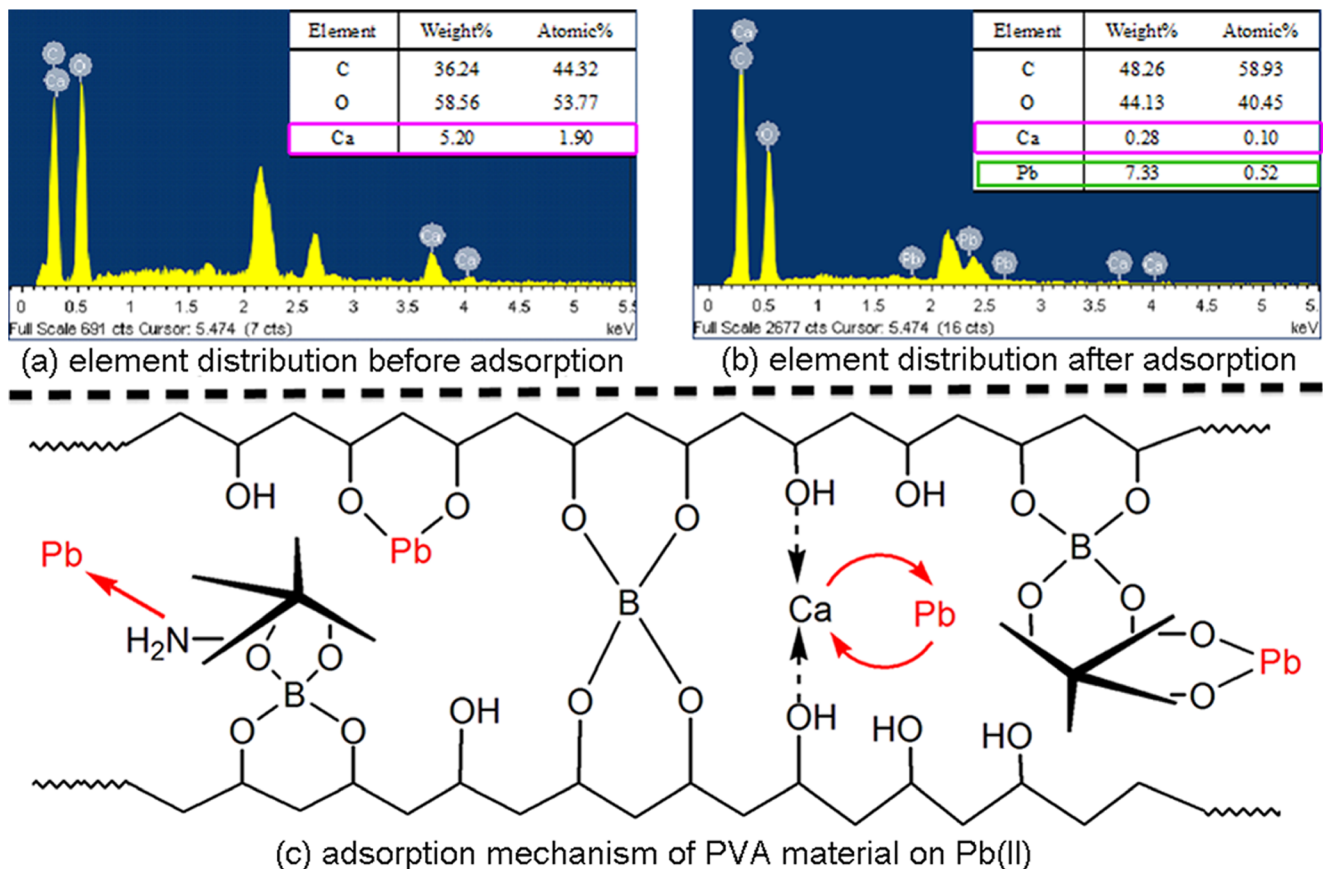 Element Weight% Atomic%
C 36.24 44.32
O 58.56 53.77
Ca 5.20 1.90
C
Ca
O
Ca
Ca
0 0.5 1 1.5 2 2.5 3 3.5 4 4.5 5 5.5
Full Scale 691 cts Cursor: 5.474 (7 cts) keV
(a) element distribution before adsorption
Element Weight% Atomic%
C 48.26 58.93
O 44.13 40.45
Ca 0.28 0.10
Pb 7.33 0.52
Ca
C
O
Pb
Pb
Pb
Ca
Ca
0 0.5 1 1.5 2 2.5 3 3.5 4 4.5 5 5.
Full Scale 2677 cts Cursor: 5.474 (16 cts) keV
(b) element distribution after adsorption
OH O O OH OH O O
Pb
O O
B
Pb
H2N
O O
B
O O
B
Ca Pb
O O
O
O
Pb
O O
OH
O O
OH
HO HO
(c) adsorption mechanism of PVA material on Pb(II)